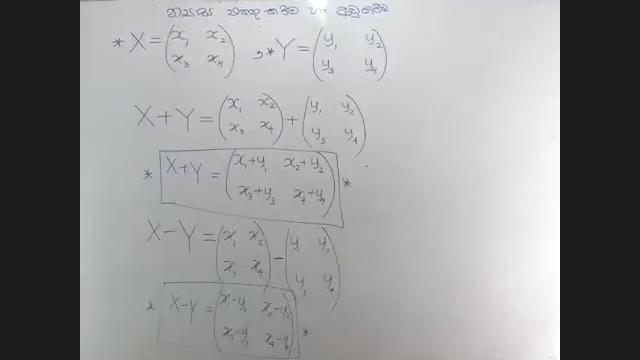 න්‍යාස එකතු කිරීම හා අඩු කිරීම
* X = (x₁ x₂ x₃ x₄) , * Y = (y₁ y₂ y₃ y₄)
X + Y = (x₁ x₂ x₃ x₄) + (y₁ y₂ y₃ y₄)
* X+Y = (x₁+y₁ x₂+y₂ x₃+y₃ x₄+y₄) *
X − Y = (x₁ x₂ x₃ x₄) − (y₁ y₂ y₃ y₄)
* X−Y = (x₁−y₁ x₂−y₂ x₃−y₃ x₄−y₄) *